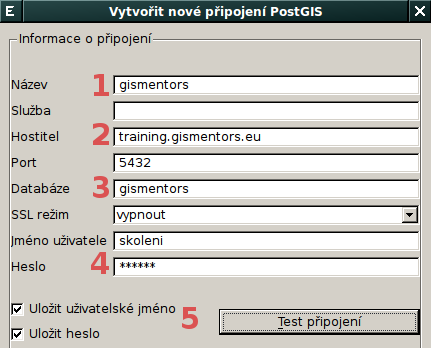 E Vytvořit nové připojení PostGIS X
Informace o připojení
Název 1 gismentors
Služba
Hostitel 2 training.gismentors.eu
Port 5432
Databáze 3 gismentors
SSL režim vypnout
Jméno uživatele skoleni
Heslo 4 ******
Uložit uživatelské jméno
5 Test připojení
Uložit heslo